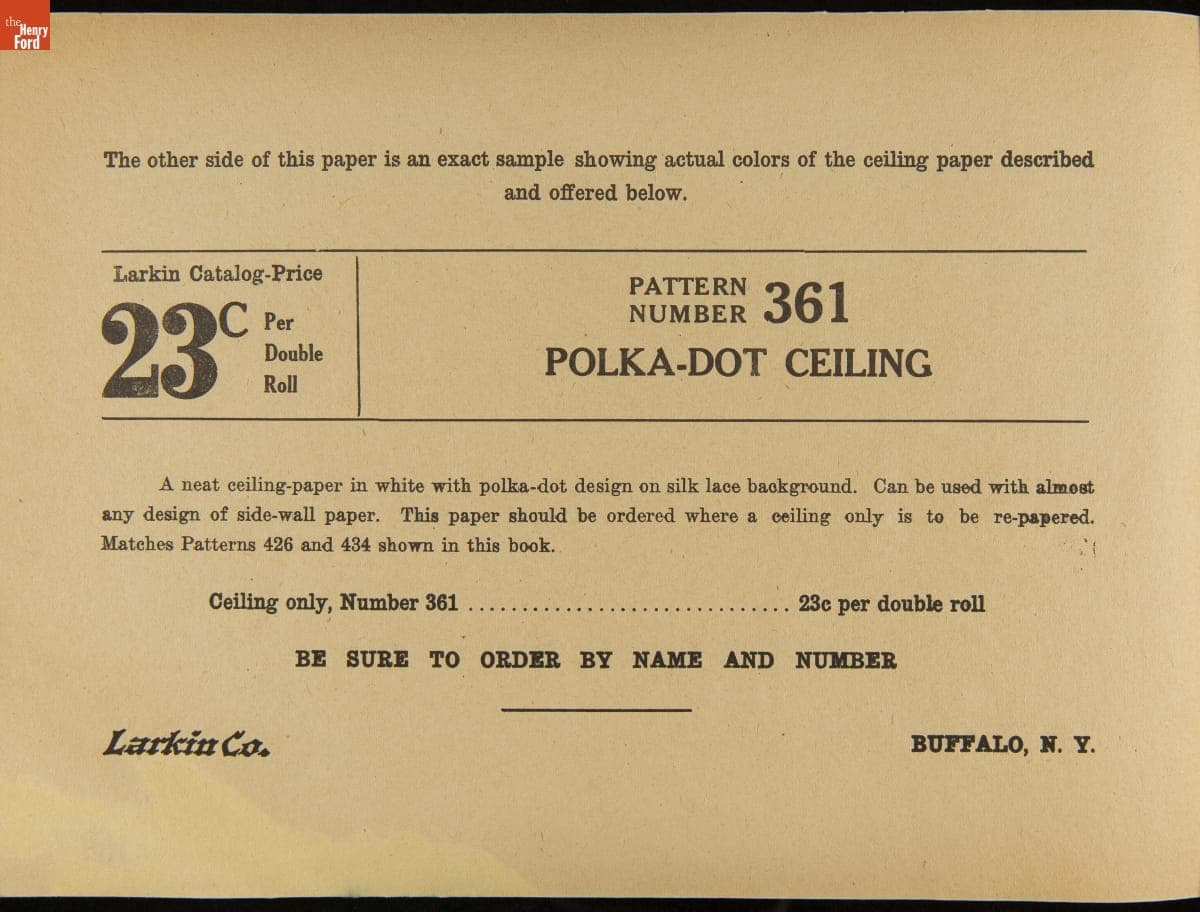 the
Henry
Ford
The other side of this paper is an exact sample showing actual colors of the ceiling paper described
and offered below.
Larkin Catalog-Price
23c Per
Double
Roll
PATTERN
NUMBER 361
POLKA-DOT CEILING
A neat ceiling-paper in white with polka-dot design on silk lace background. Can be used with almost
any design of side-wall paper. This paper should be ordered where a ceiling only is to be re-papered.
Matches Patterns 426 and 434 shown in this book.
Ceiling only, Number 361 .............................. 23c per double roll
BE SURE TO ORDER BY NAME AND NUMBER
Larkin Co.
BUFFALO, N. Y.